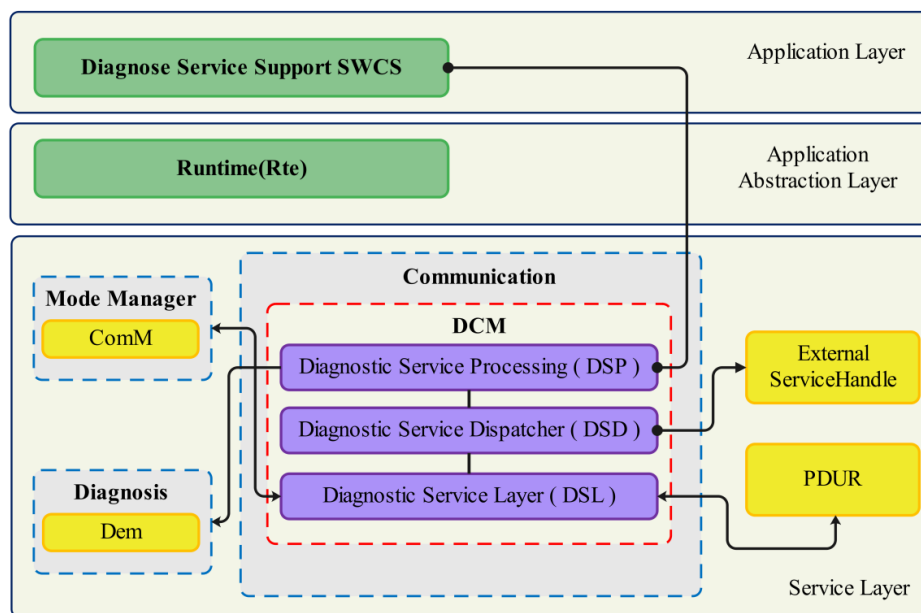 Diagnose Service Support SWCS
Application Layer
Runtime(Rte)
Application
Abstraction Layer
Communication
Mode Manager
ComM
DCM
Diagnostic Service Processing ( DSP )
External
ServiceHandle
Diagnostic Service Dispatcher ( DSD )
Diagnosis
Dem
Diagnostic Service Layer ( DSL )
PDUR
Service Layer